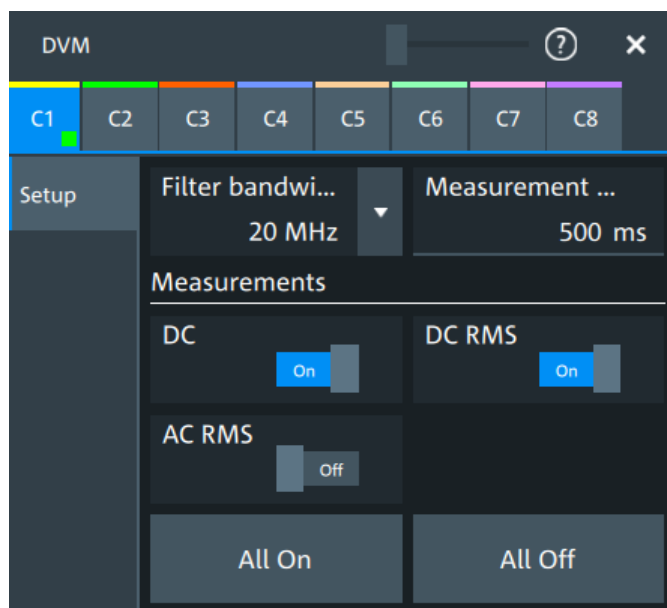 DVM ?
C1 C2 C3 C4 C5 C6 C7 C8
Setup
Filter bandwi...
20 MHz
Measurement ...
500 ms
Measurements
DC
On
DC RMS
On
AC RMS
Off
All On
All Off